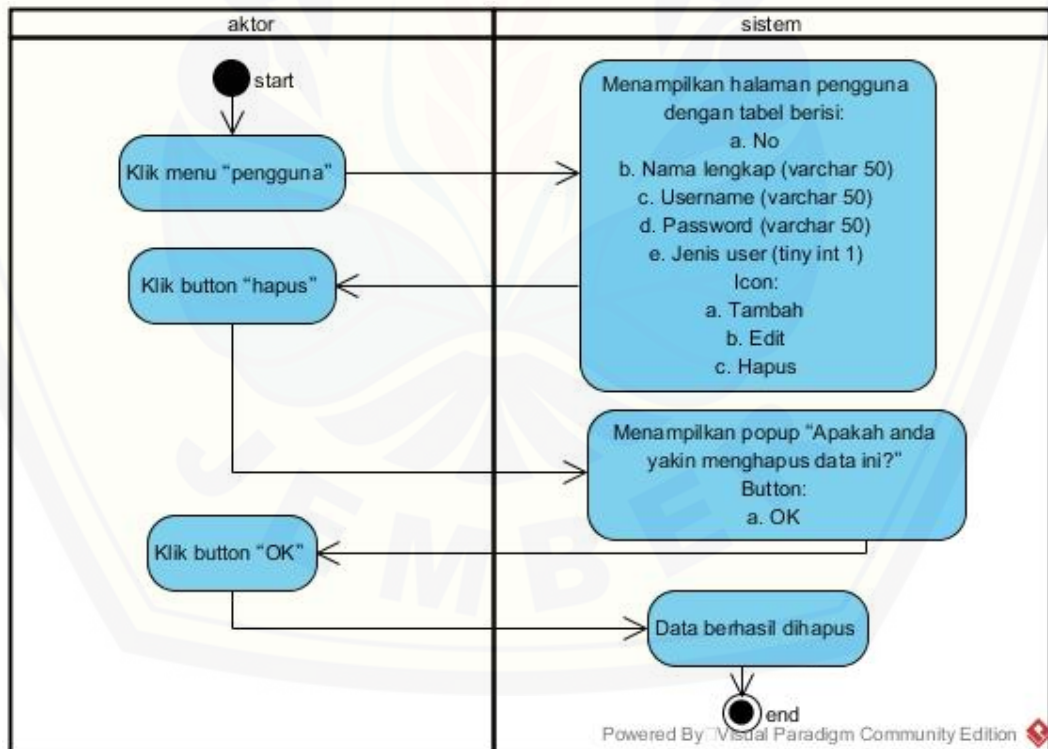 aktor
sistem
start
Klik menu "pengguna"
Menampilkan halaman pengguna
dengan tabel berisi:
a. No
b. Nama lengkap (varchar 50)
c. Username (varchar 50)
d. Password (varchar 50)
e. Jenis user (tiny int 1)
Icon:
a. Tambah
b. Edit
c. Hapus
Klik button "hapus"
Menampilkan popup "Apakah anda
yakin menghapus data ini?"
Button:
a. OK
Klik button "OK"
Data berhasil dihapus
end
Powered By Visual Paradigm Community Edition